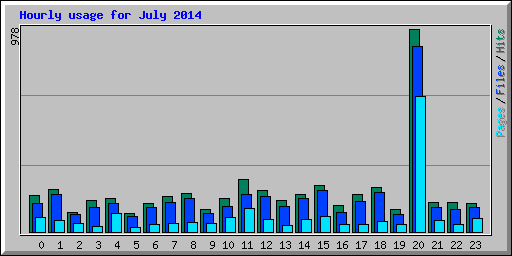 Hourly usage for July 2014
978
Pages/Files/Hits
0 1 2 3 4 5 6 7 8 9 10 11 12 13 14 15 16 17 18 19 20 21 22 23